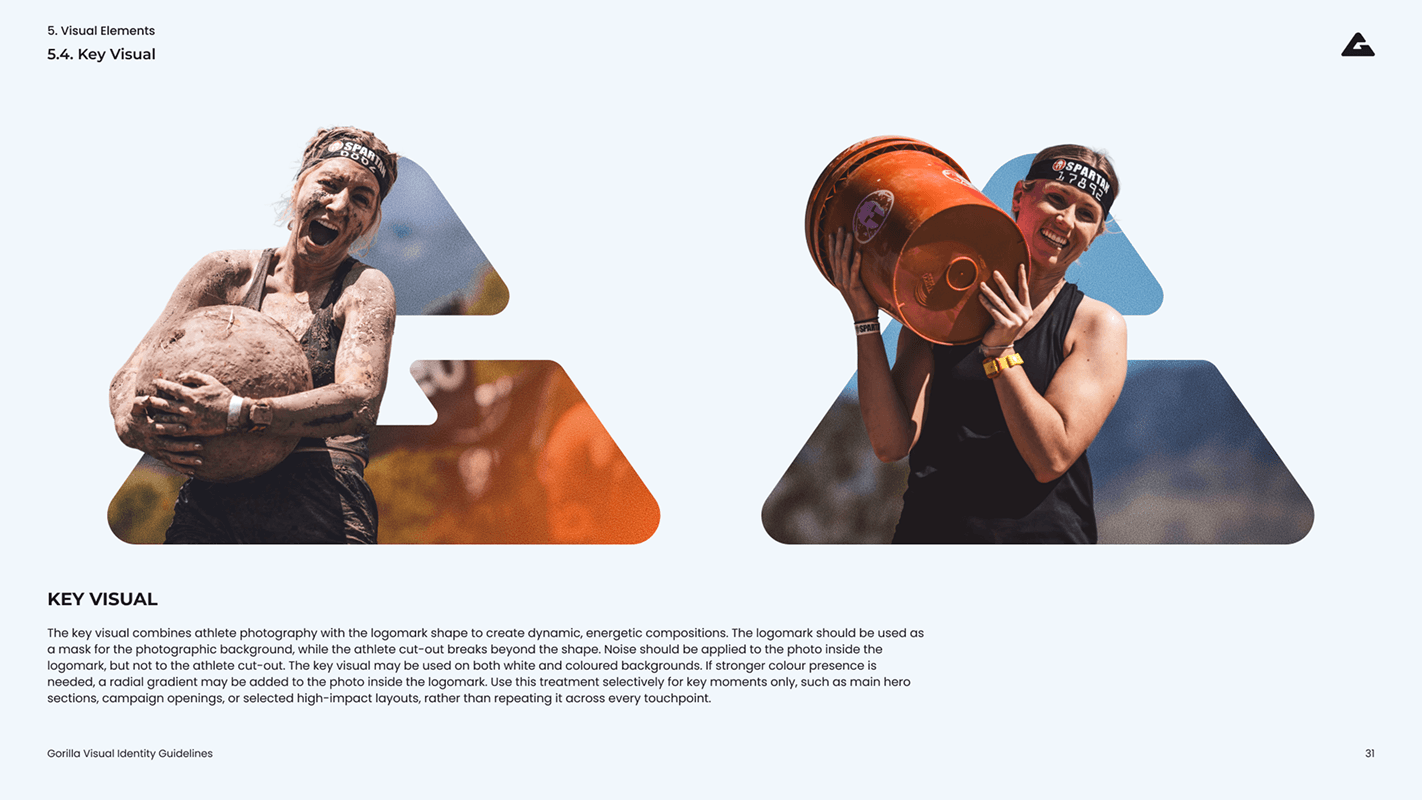 5. Visual Elements
5.4. Key Visual
SPARTAN
SPARTAN
17892
SPARTAN
KEY VISUAL
The key visual combines athlete photography with the logomark shape to create dynamic, energetic compositions. The logomark should be used as
a mask for the photographic background, while the athlete cut-out breaks beyond the shape. Noise should be applied to the photo inside the
logomark, but not to the athlete cut-out. The key visual may be used on both white and coloured backgrounds. If stronger colour presence is
needed, a radial gradient may be added to the photo inside the logomark. Use this treatment selectively for key moments only, such as main hero
sections, campaign openings, or selected high-impact layouts, rather than repeating it across every touchpoint.
Gorilla Visual Identity Guidelines
31